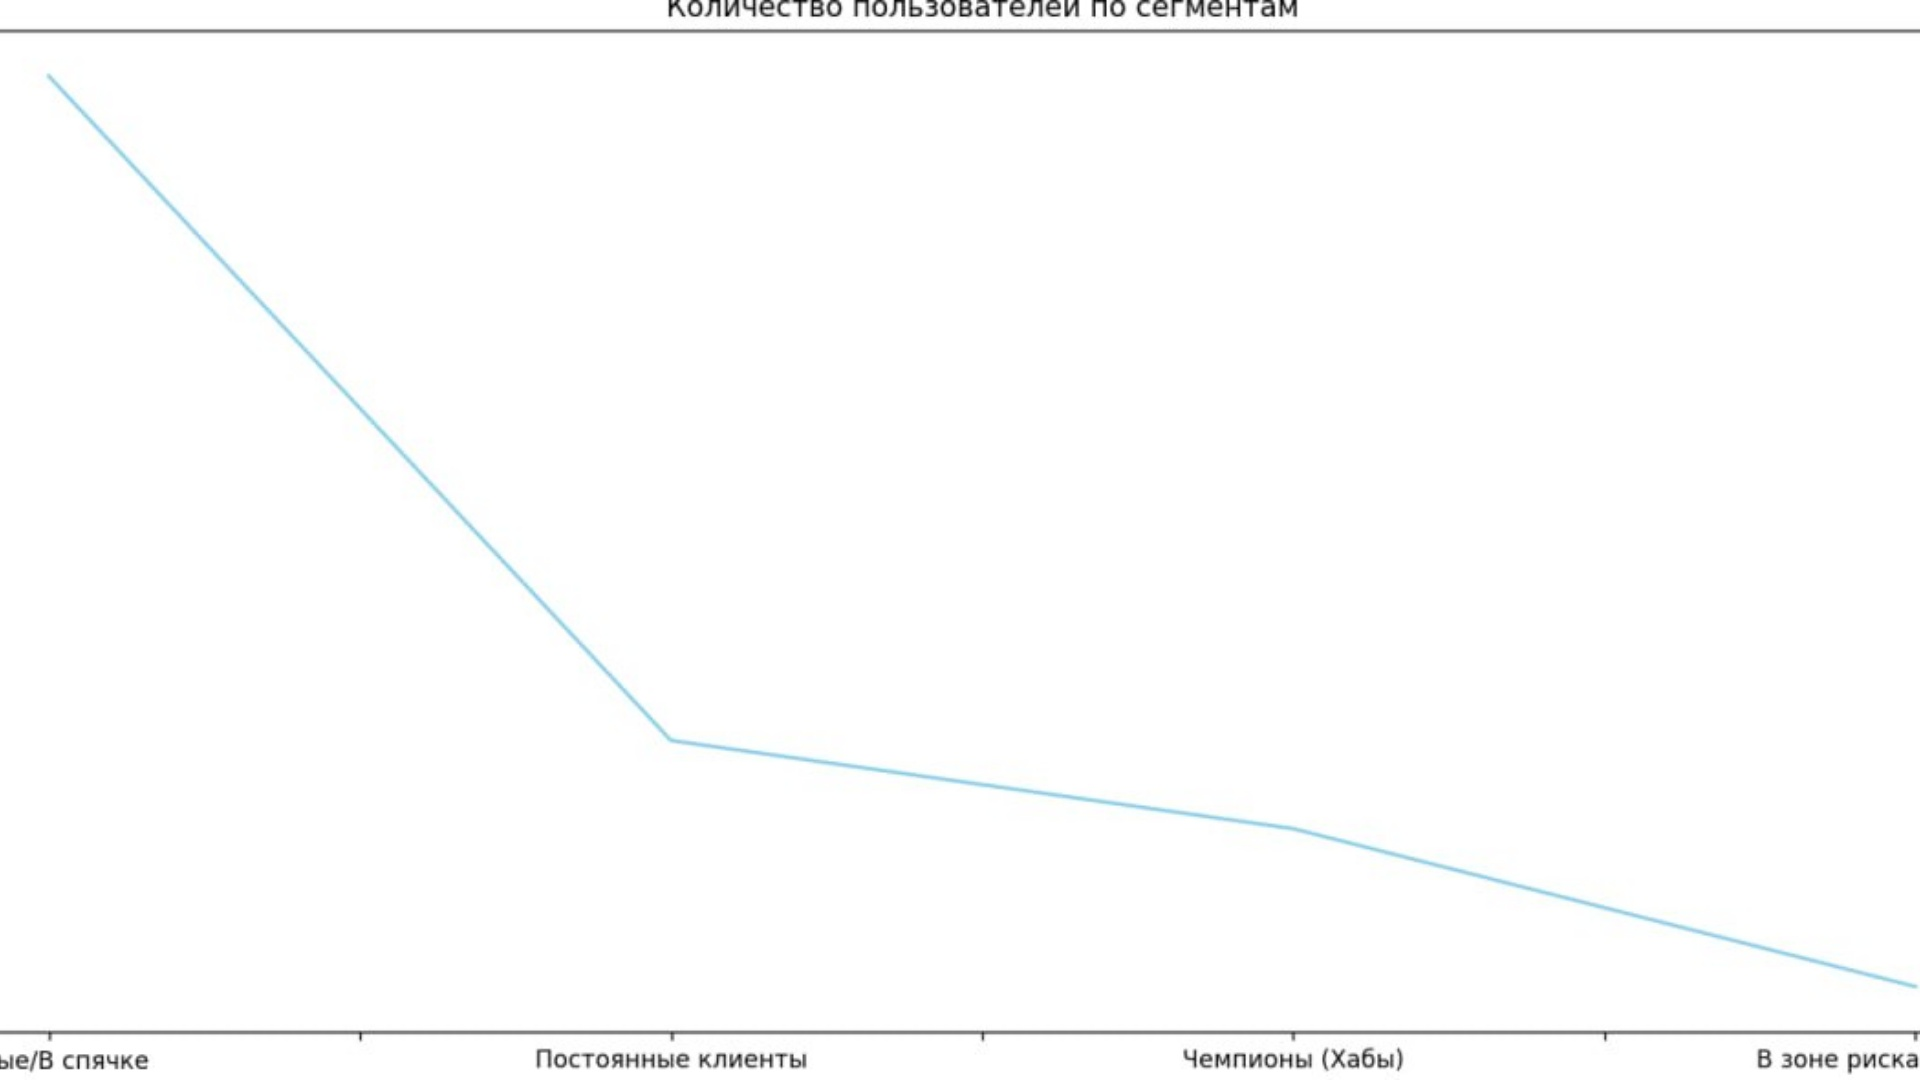 Количество пользователей по сегментам
ые/В спячке
Постоянные клиенты
Чемпионы (Хабы)
В зоне риска